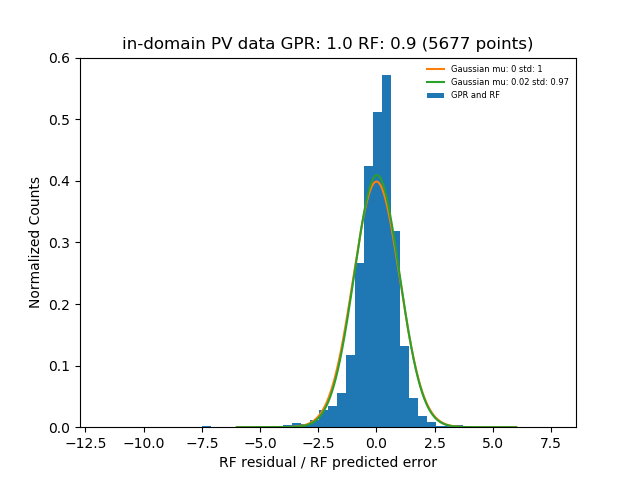 in-domain PV data GPR: 1.0 RF: 0.9 (5677 points)
Gaussian mu: 0 std: 1
Gaussian mu: 0.02 std: 0.97
GPR and RF
Normalized Counts
0.6
0.5
0.4
0.3
0.2
0.1
0.0
−12.5 −10.0 −7.5 −5.0 −2.5 0.0 2.5 5.0 7.5
RF residual / RF predicted error